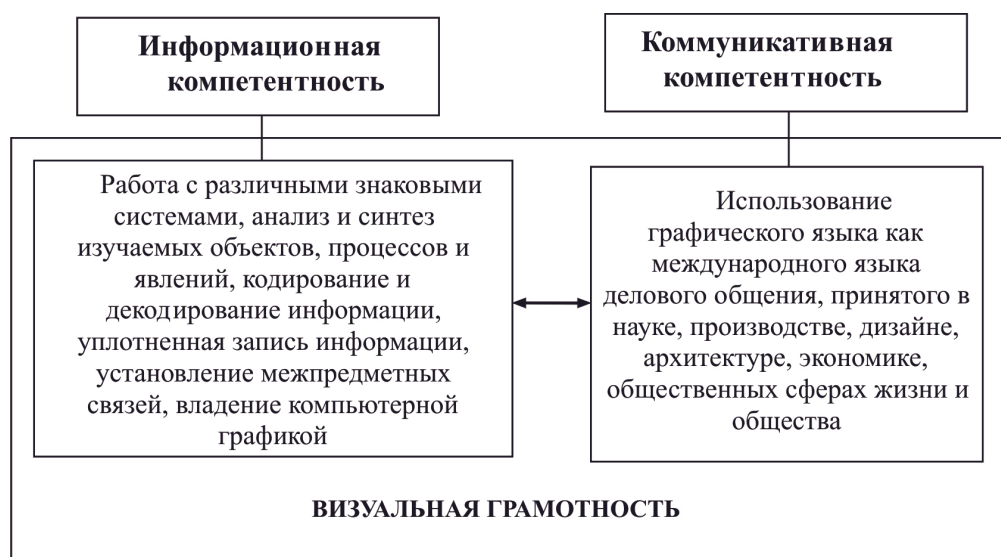 Информационная
компетентность
Коммуникативная
компетентность
Работа с различными знаковыми
системами, анализ и синтез
изучаемых объектов, процессов и
явлений, кодирование и
декодирование информации,
уплотненная запись информации,
установление межпредметных
связей, владение компьютерной
графикой
Использование
графического языка как
международного языка
делового общения, принятого в
науке, производстве, дизайне,
архитектуре, экономике,
общественных сферах жизни и
общества
ВИЗУАЛЬНАЯ ГРАМОТНОСТЬ